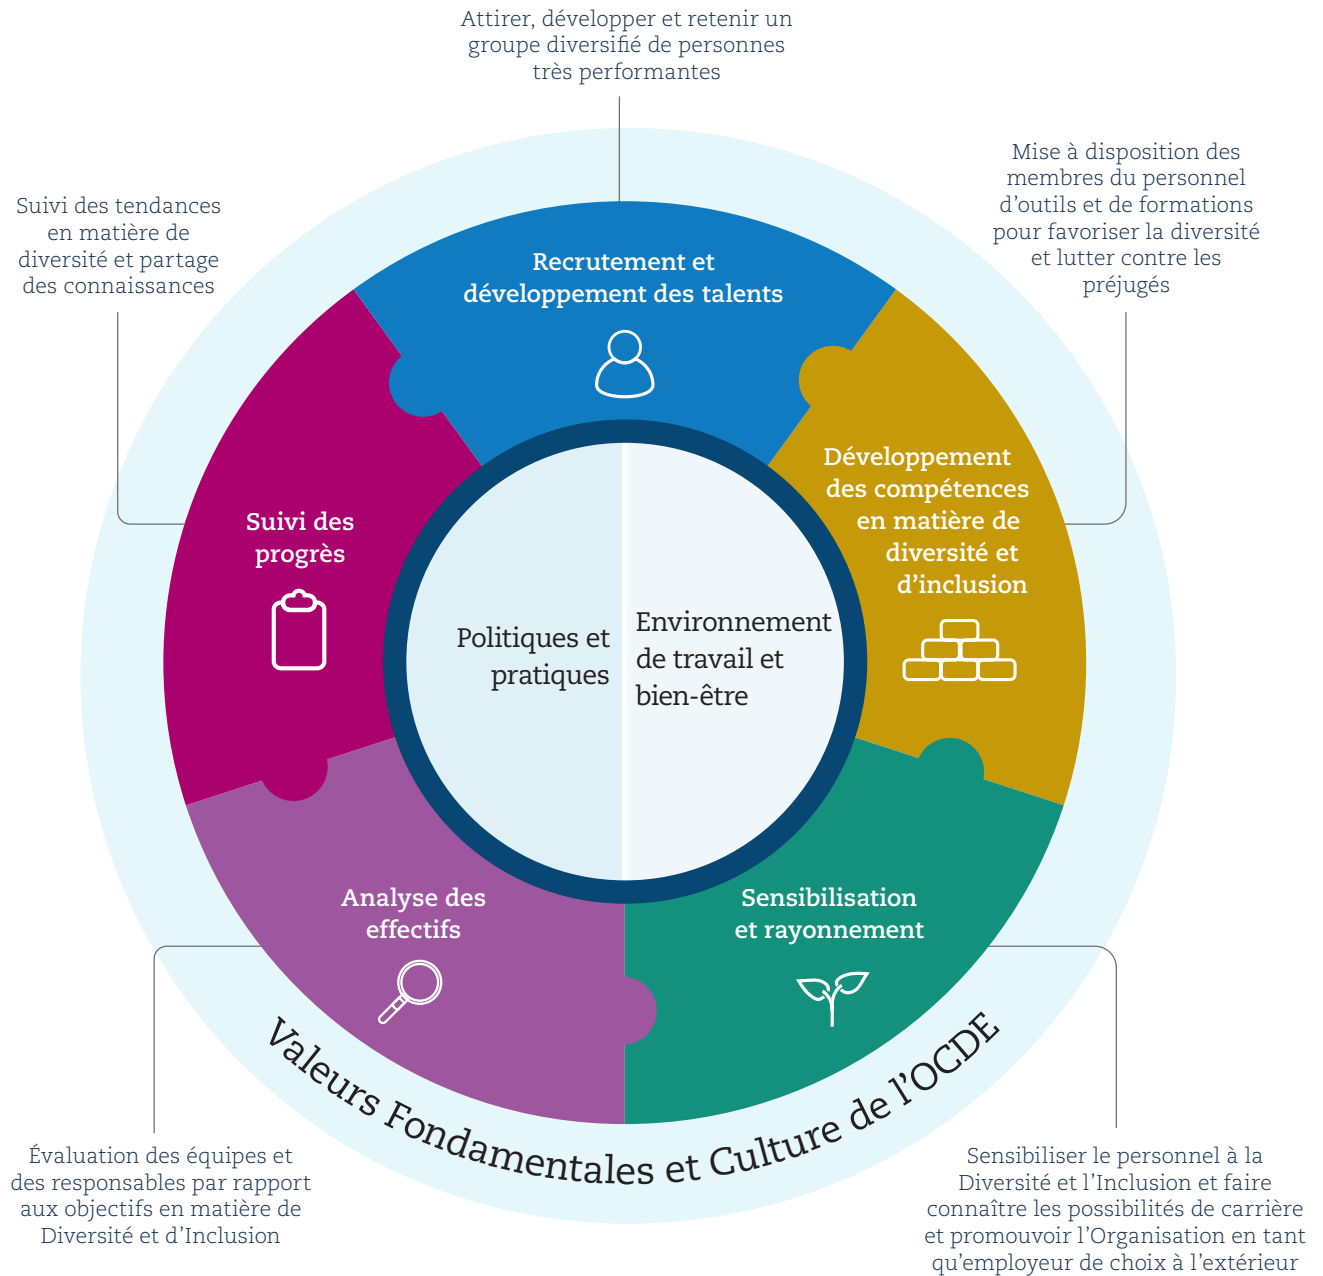 Attirer, développer et retenir un
groupe diversifié de personnes
très performantes
Mise à disposition des
membres du personnel
d’outils et de formations
pour favoriser la diversité
et lutter contre les
préjugés
Suivi des tendances
en matière de
diversité et partage
des connaissances
Recrutement et
développement des talents
Développement
des compétences
en matière de
diversité et
d’inclusion
Suivi des
progrès
Politiques et
pratiques
Environnement
de travail et
bien-être
Analyse des
effectifs
Sensibilisation
et rayonnement
Valeurs Fondamentales et Culture de l’OCDE
Évaluation des équipes et
des responsables par rapport
aux objectifs en matière de
Diversité et d’Inclusion
Sensibiliser le personnel à la
Diversité et l’Inclusion et faire
connaître les possibilités de carrière
et promouvoir l’Organisation en tant
qu’employeur de choix à l’extérieur